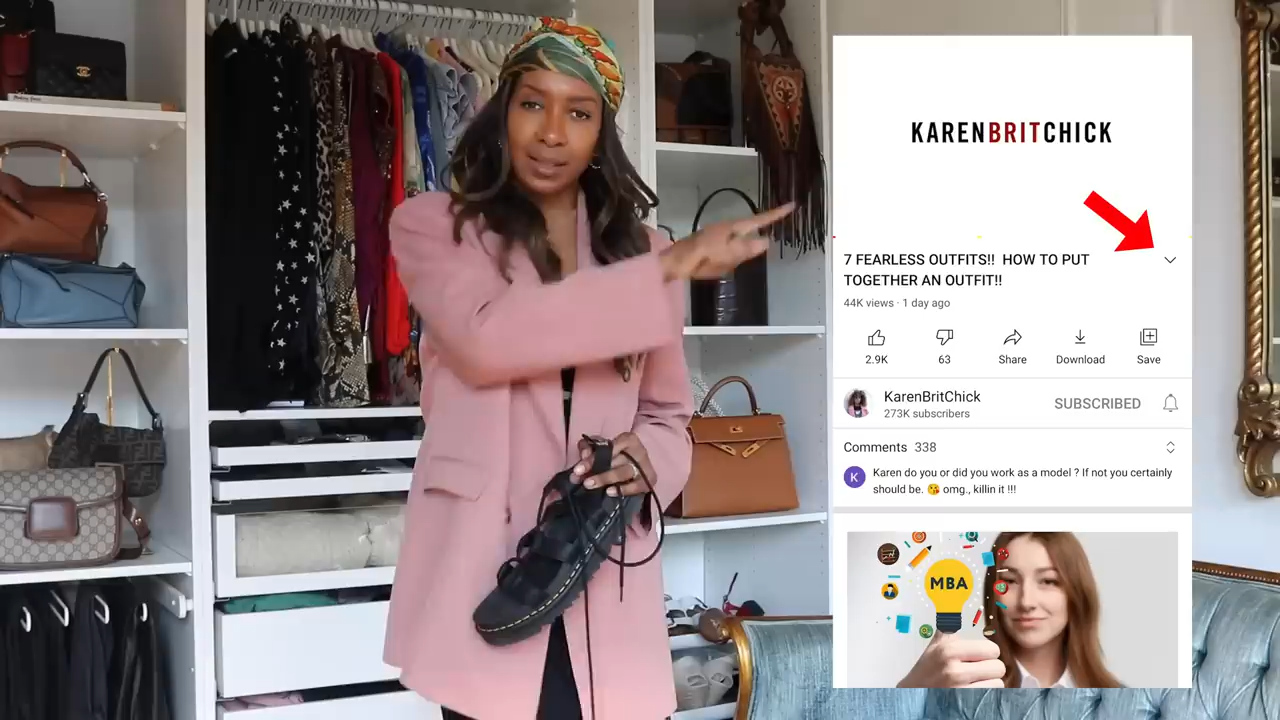 KARENBRITCHICK
7 FEARLESS OUTFITS!! HOW TO PUT
TOGETHER AN OUTFIT!!
44K views · 1 day ago
2.9K
63
Share
Download
Save
KarenBritChick
273K subscribers
SUBSCRIBED
Comments 338
K
Karen do you or did you work as a model ? If not you certainly
should be. 😘 omg., killin it !!!
MBA